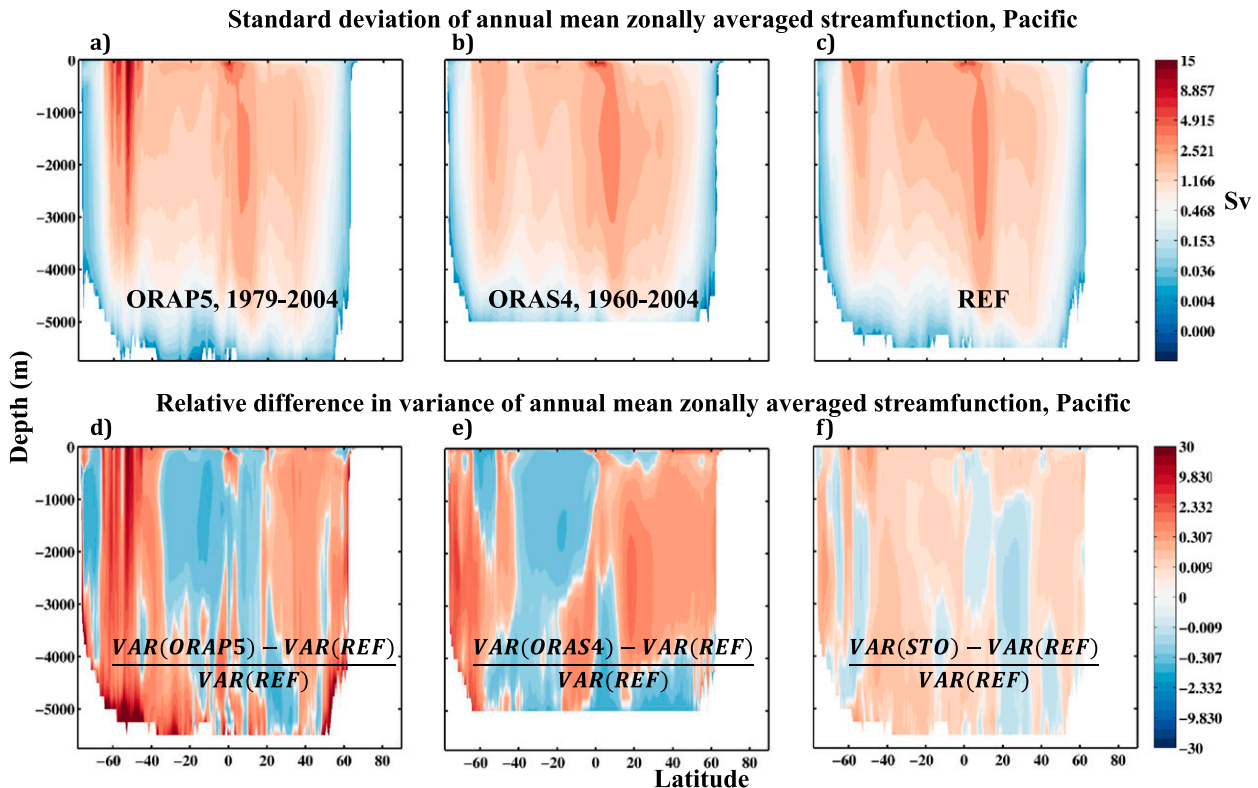 Standard deviation of annual mean zonally averaged streamfunction, Pacific
a)
b)
c)
0
−1000
−2000
−3000
−4000
−5000
ORAP5, 1979-2004
ORAS4, 1960-2004
REF
15
8.857
4.915
2.521
1.166
0.468
0.153
0.036
0.004
0.000
Sv
Depth (m)
Relative difference in variance of annual mean zonally averaged streamfunction, Pacific
d)
e)
f)
0
−1000
−2000
−3000
−4000
−5000
VAR(ORAP5) − VAR(REF)
VAR(REF)
VAR(ORAS4) − VAR(REF)
VAR(REF)
VAR(STO) − VAR(REF)
VAR(REF)
30
9.830
2.332
0.307
0.009
0
−0.009
−0.307
−2.332
−9.830
−30
−60 −40 −20 0 20 40 60 80
−60 −40 −20 0 20 40 60 80
−60 −40 −20 0 20 40 60 80
Latitude